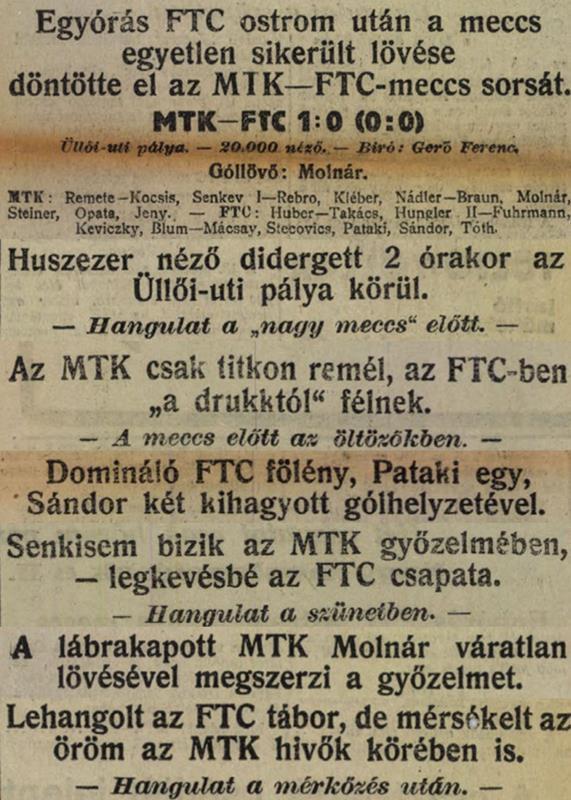 Egyórás FTC ostrom után a meccs
egyetlen sikerült lövése
döntötte el az MTK—FTC-meccs sorsát.
MTK—FTC 1:0 (0:0)
Üllői-uti pálya. — 20.000 néző. — Biró: Gerő Ferenc.
Góllövő: Molnár.
MTK: Remete—Kocsis, Senkey I—Rebro, Kléber, Nádler—Braun, Molnár,
Steiner, Opata, Jeny. — FTC: Huber—Takács, Hungler II—Fuhrmann,
Keviczky, Blum—Mácsay, Stecovics, Pataki, Sándor, Tóth.
Huszezer néző didergett 2 órakor az
Üllői-uti pálya körül.
— Hangulat a „nagy meccs“ előtt. —
Az MTK csak titkon remél, az FTC-ben
„a drukktól“ félnek.
— A meccs előtt az öltözőkben. —
Domináló FTC fölény, Pataki egy,
Sándor két kihagyott gólhelyzetével.
Senkisem bizik az MTK győzelmében,
— legkevésbé az FTC csapata.
— Hangulat a szünetben. —
A lábrakapott MTK Molnár váratlan
lövésével megszerzi a győzelmet.
Lehangolt az FTC tábor, de mérsékelt az
öröm az MTK hivők körében is.
— Hangulat a mérkőzés után. —